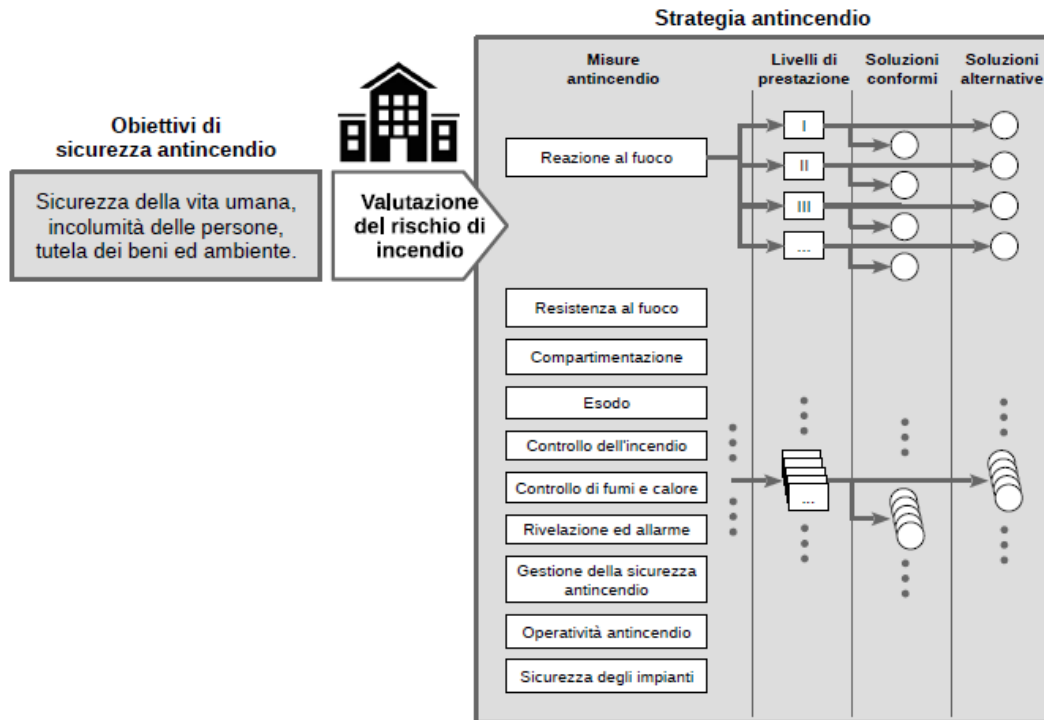 Strategia antincendio
Misure
antincendio
Livelli di
prestazione
Soluzioni
conformi
Soluzioni
alternative
Obiettivi di
sicurezza antincendio
Sicurezza della vita umana,
incolumità delle persone,
tutela dei beni ed ambiente.
Valutazione
del rischio di
incendio
Reazione al fuoco
I
II
III
...
Resistenza al fuoco
Compartimentazione
Esodo
Controllo dell'incendio
Controllo di fumi e calore
...
Rivelazione ed allarme
Gestione della sicurezza
antincendio
Operatività antincendio
Sicurezza degli impianti